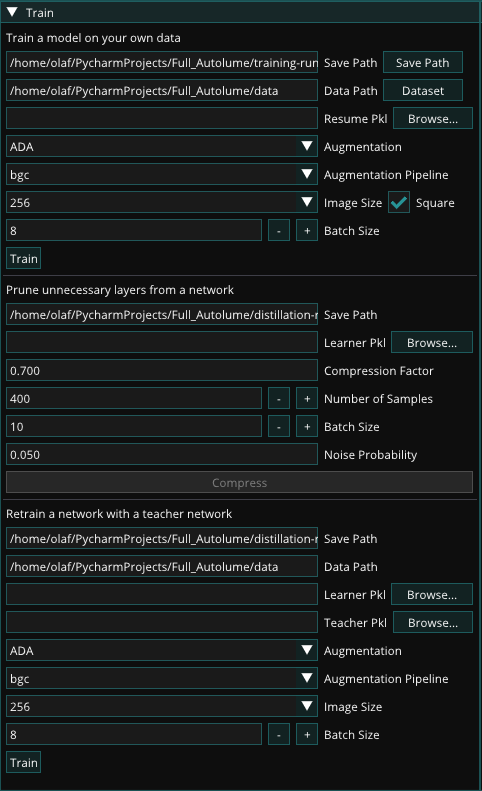 Train
Train a model on your own data
/home/olaf/PycharmProjects/Full_Autolume/training-run Save Path Save Path
/home/olaf/PycharmProjects/Full_Autolume/data Data Path Dataset
Resume Pkl Browse...
ADA Augmentation
bgc Augmentation Pipeline
256 Image Size Square
8 - + Batch Size
Train
Prune unnecessary layers from a network
/home/olaf/PycharmProjects/Full_Autolume/distillation-r Save Path
Learner Pkl Browse...
0.700 Compression Factor
400 - + Number of Samples
10 - + Batch Size
0.050 Noise Probability
Compress
Retrain a network with a teacher network
/home/olaf/PycharmProjects/Full_Autolume/distillation-r Save Path
/home/olaf/PycharmProjects/Full_Autolume/data Data Path
Learner Pkl Browse...
Teacher Pkl Browse...
ADA Augmentation
bgc Augmentation Pipeline
256 Image Size
8 - + Batch Size
Train